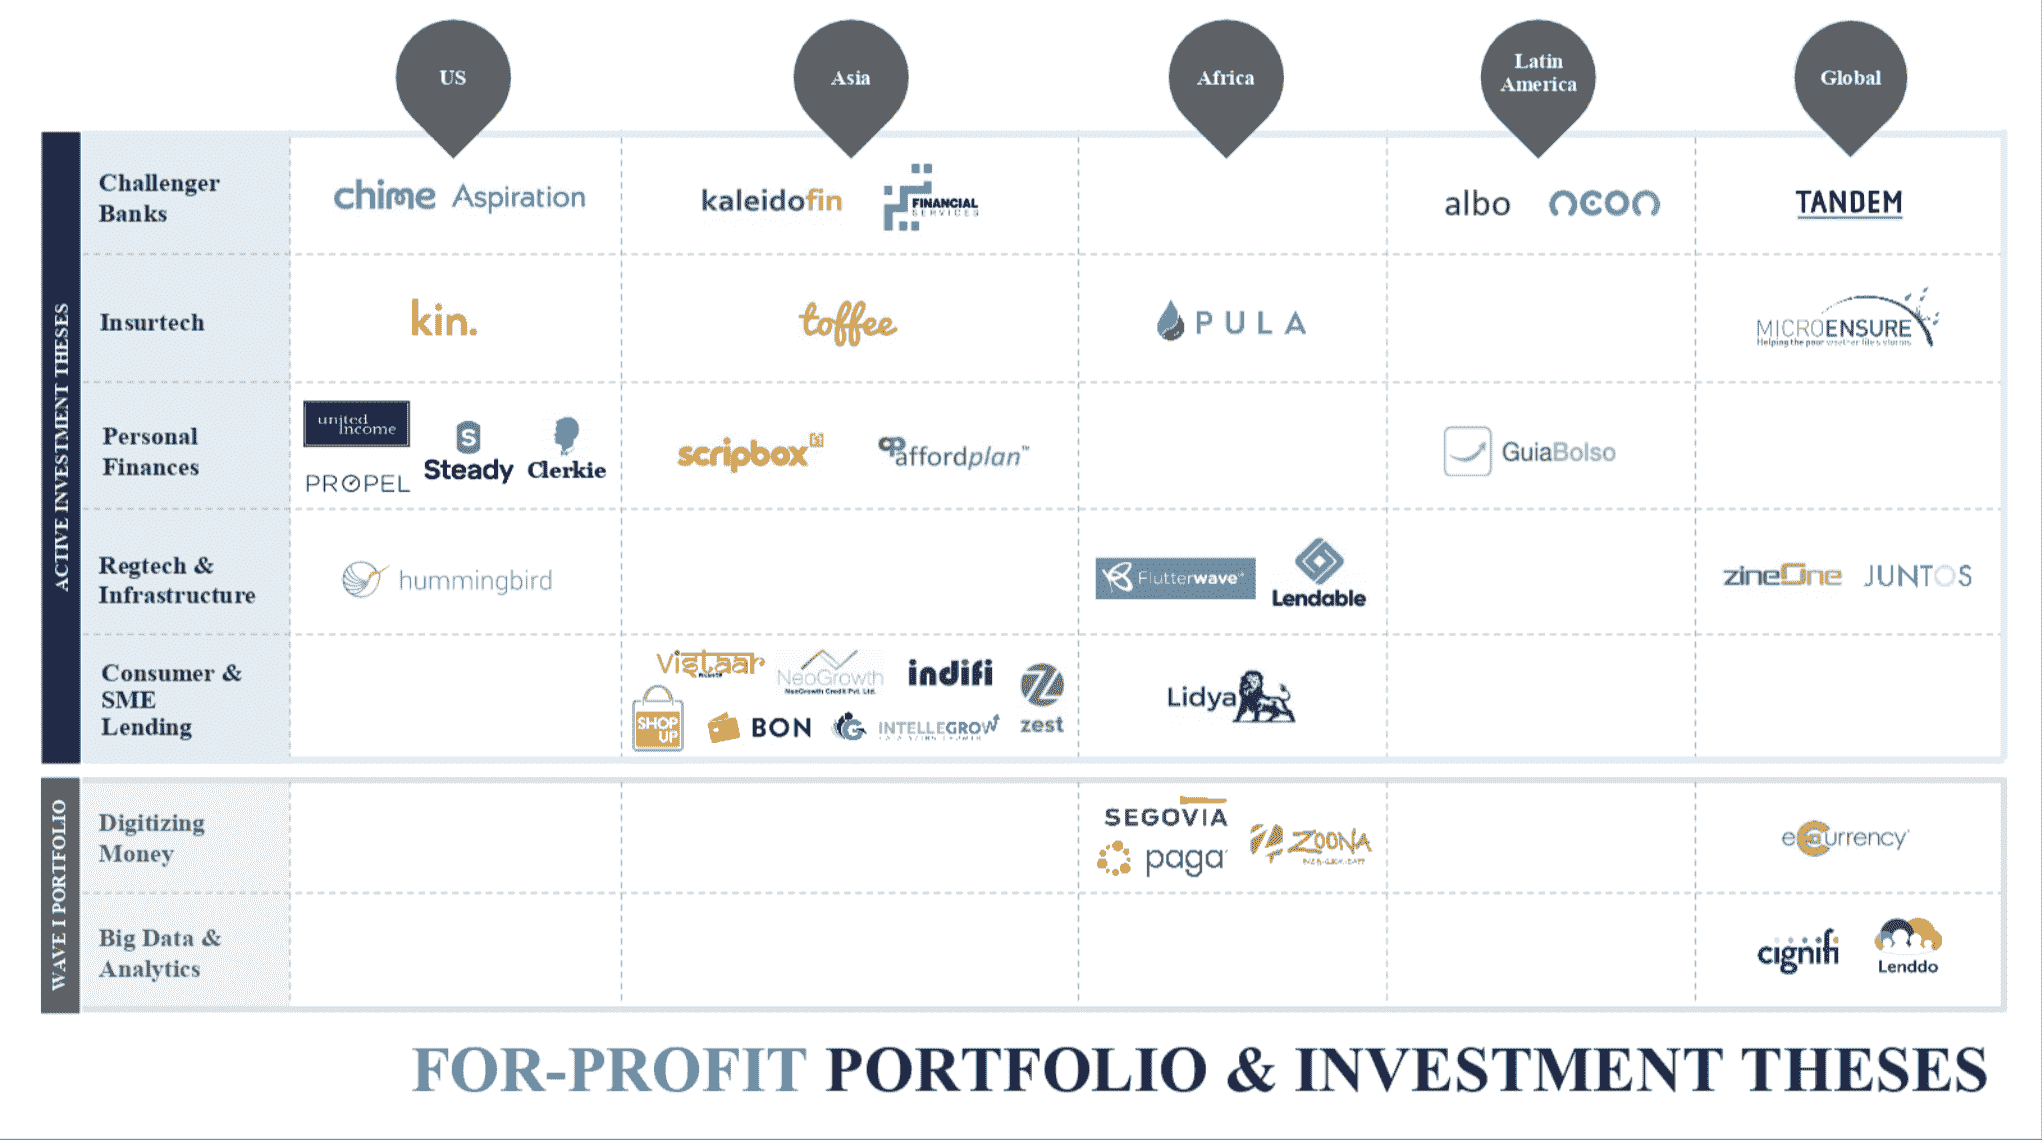 US
Asia
Africa
Latin
America
Global
ACTIVE INVESTMENT THESES
Challenger
Banks
chime Aspiration
kaleidofin
FINANCIAL
SERVICES
albo
neon
TANDEM
Insurtech
kin.
toffee
PULA
MICROENSURE
Helping the poor weather life's storms
Personal
Finances
united
income
PROPEL
S
Steady
Clerkie
scripbox [s]
affordplan™
GuiaBolso
Regtech &
Infrastructure
hummingbird
Flutterwave
Lendable
zineOne
JUNTOS
Consumer &
SME
Lending
Vistaar
NeoGrowth
NeoGrowth Credit Pvt. Ltd.
indifi
zest
SHOP
UP
BON
INTELLEGROW
Lidya
WAVE I PORTFOLIO
Digitizing
Money
SEGOVIA
paga
ZOONA
eCurrency
Big Data &
Analytics
cignifi
Lenddo
FOR-PROFIT PORTFOLIO & INVESTMENT THESES